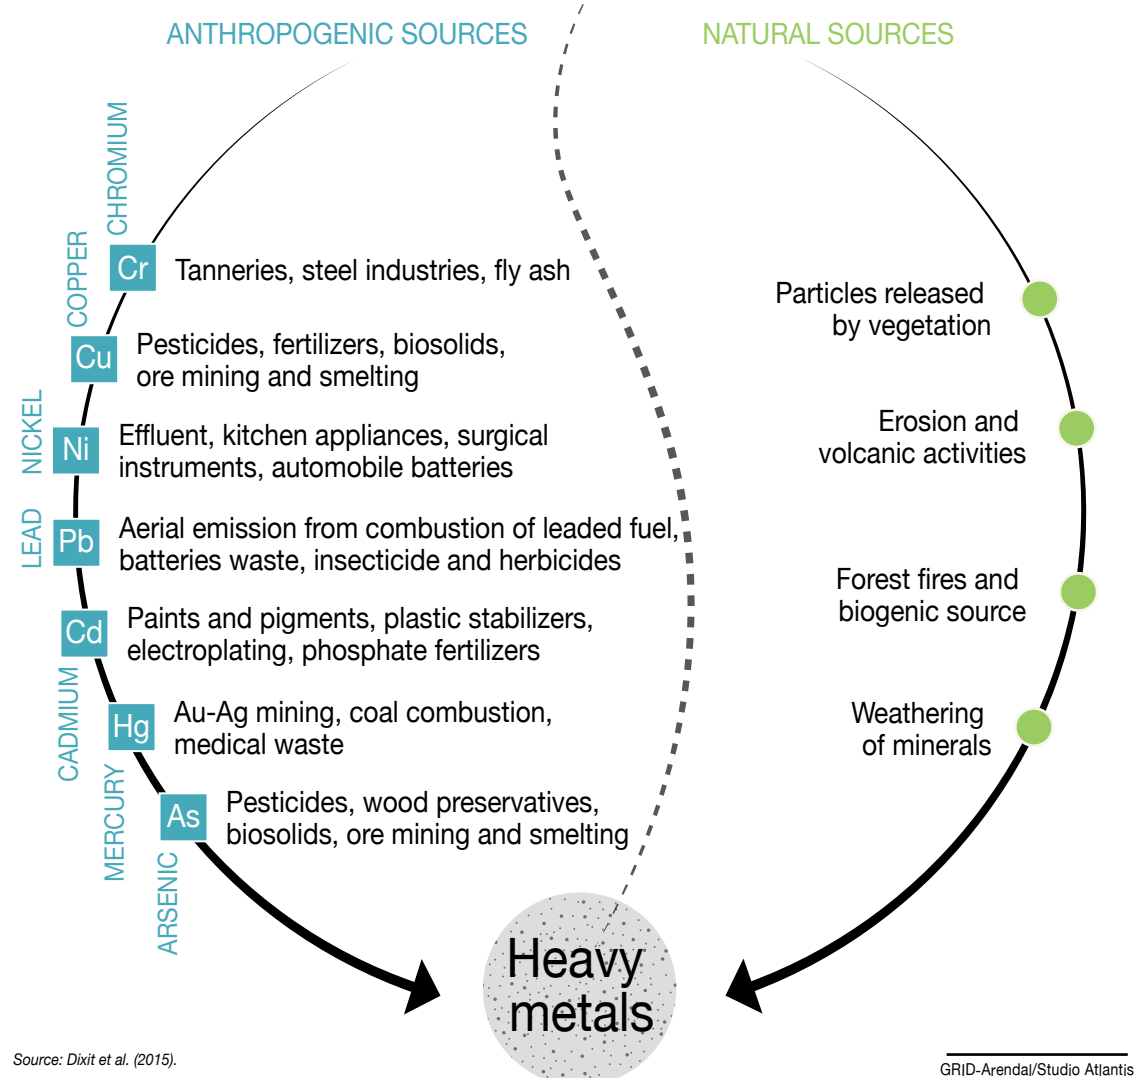 ANTHROPOGENIC SOURCES
NATURAL SOURCES
CHROMIUM
Cr
Tanneries, steel industries, fly ash
COPPER
Cu
Pesticides, fertilizers, biosolids,
ore mining and smelting
NICKEL
Ni
Effluent, kitchen appliances, surgical
instruments, automobile batteries
LEAD
Pb
Aerial emission from combustion of leaded fuel,
batteries waste, insecticide and herbicides
Cd
CADMIUM
Paints and pigments, plastic stabilizers,
electroplating, phosphate fertilizers
Hg
MERCURY
Au-Ag mining, coal combustion,
medical waste
As
ARSENIC
Pesticides, wood preservatives,
biosolids, ore mining and smelting
Particles released
by vegetation
Erosion and
volcanic activities
Forest fires and
biogenic source
Weathering
of minerals
Heavy
metals
Source: Dixit et al. (2015).
GRID-Arendal/Studio Atlantis